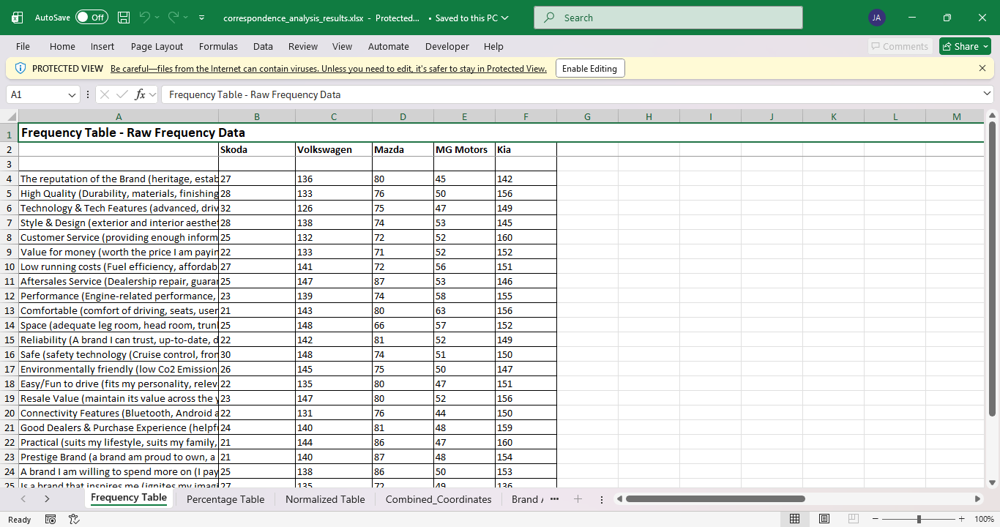 AutoSave Off correspondence_analysis_results.xlsx - Protected... • Saved to this PC Search JA
File Home Insert Page Layout Formulas Data Review View Automate Developer Help Comments Share
PROTECTED VIEW Be careful—files from the Internet can contain viruses. Unless you need to edit, it's safer to stay in Protected View. Enable Editing
A1 fx Frequency Table - Raw Frequency Data
A B C D E F G H I J K L M
1 Frequency Table - Raw Frequency Data
2 Skoda Volkswagen Mazda MG Motors Kia
3
4 The reputation of the Brand (heritage, estab 27 136 80 45 142
5 High Quality (Durability, materials, finishing 28 133 76 50 156
6 Technology & Tech Features (advanced, driv 32 126 75 47 149
7 Style & Design (exterior and interior aesthet 28 138 74 53 145
8 Customer Service (providing enough inform 25 132 72 52 160
9 Value for money (worth the price I am payin 22 133 71 52 152
10 Low running costs (Fuel efficiency, affordab 27 141 72 56 151
11 Aftersales Service (Dealership repair, guarar 25 147 87 53 146
12 Performance (Engine-related performance, 23 139 74 58 155
13 Comfortable (comfort of driving, seats, user 21 143 80 63 156
14 Space (adequate leg room, head room, trunl 25 148 66 57 152
15 Reliability (A brand I can trust, up-to-date, d 22 142 81 52 149
16 Safe (safety technology (Cruise control, fron 30 148 74 51 150
17 Environmentally friendly (low Co2 Emission 26 145 75 50 147
18 Easy/Fun to drive (fits my personality, relev 22 135 80 47 151
19 Resale Value (maintain its value across the y 23 147 80 52 156
20 Connectivity Features (Bluetooth, Android a 22 131 76 44 150
21 Good Dealers & Purchase Experience (helpf 24 140 81 48 159
22 Practical (suits my lifestyle, suits my family, 21 144 86 47 160
23 Prestige Brand (a brand am proud to own, a 21 140 87 48 154
24 A brand I am willing to spend more on (I pay 25 138 86 50 153
25 Is a brand that inspires me (ignites my imagi 27 135 72 49 136
Frequency Table Percentage Table Normalized Table Combined_Coordinates Brand A ...
Ready 100%